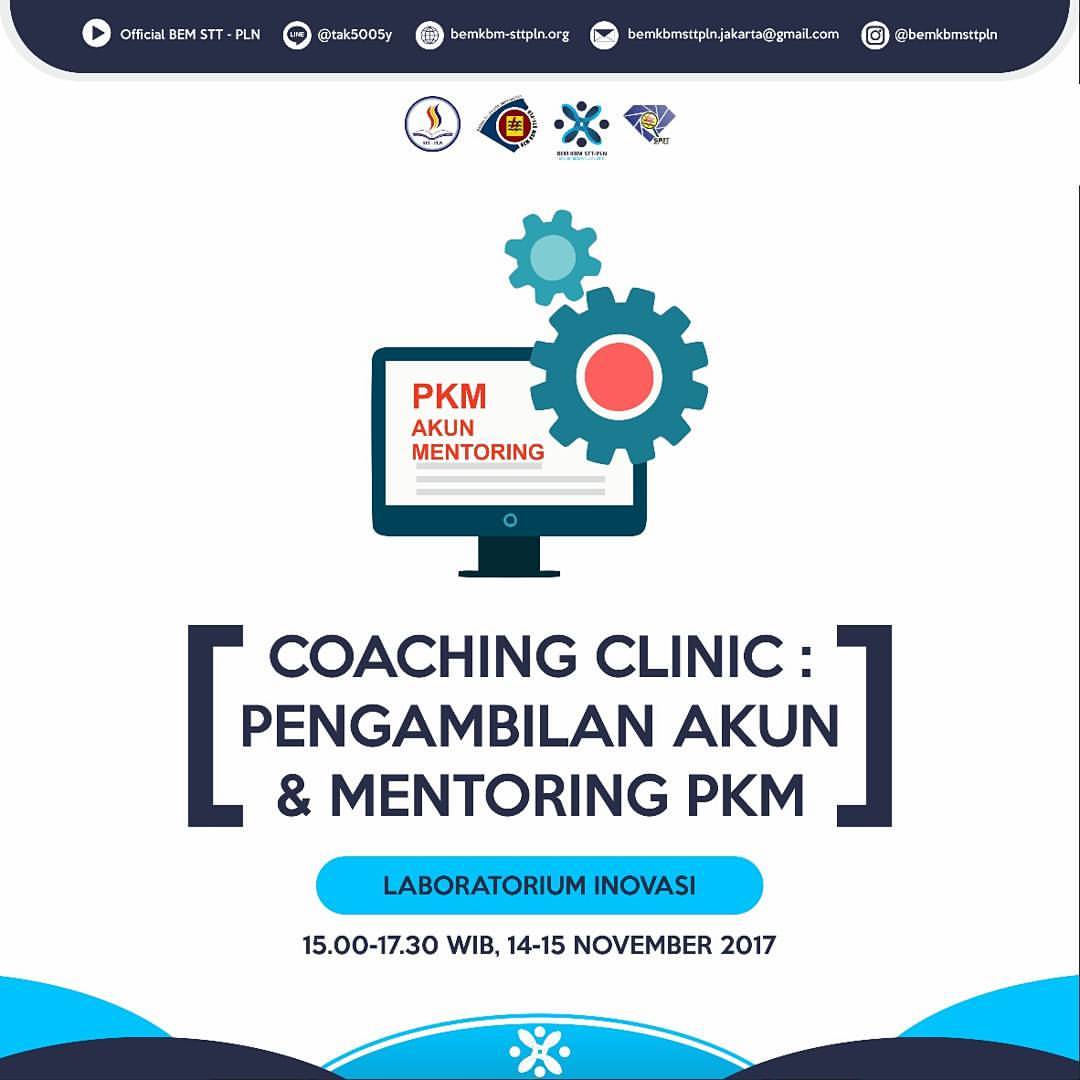 Official BEM STT - PLN
LINE
@tak5005y
bemkbm-sttpln.org
bemkbmsttpln.jakarta@gmail.com
@bemkbmsttpln
STT - PLN
BEM KBM STT-PLN
PKM
AKUN
MENTORING
COACHING CLINIC :
PENGAMBILAN AKUN
& MENTORING PKM
LABORATORIUM INOVASI
15.00-17.30 WIB, 14-15 NOVEMBER 2017